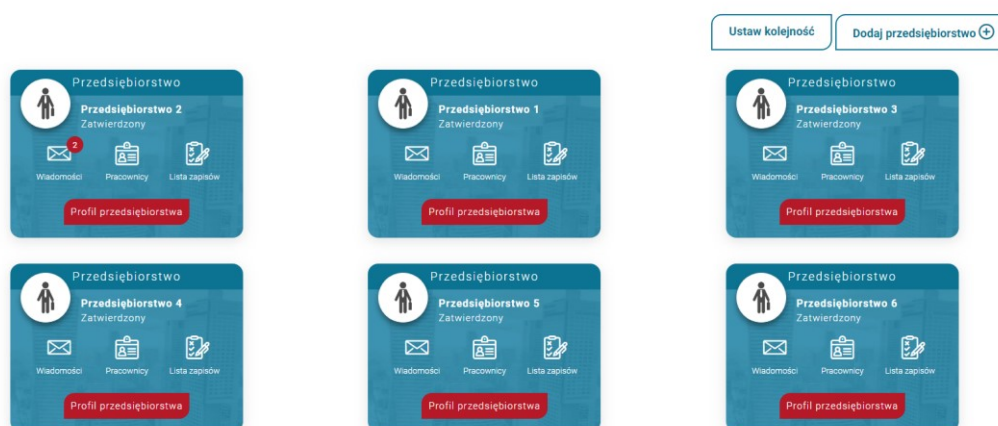 Ustaw kolejność
Dodaj przedsiębiorstwo
Przedsiębiorstwo
Przedsiębiorstwo 2
Zatwierdzony
2
Wiadomości Pracownicy Lista zapisów
Profil przedsiębiorstwa
Przedsiębiorstwo
Przedsiębiorstwo 1
Zatwierdzony
Wiadomości Pracownicy Lista zapisów
Profil przedsiębiorstwa
Przedsiębiorstwo
Przedsiębiorstwo 3
Zatwierdzony
Wiadomości Pracownicy Lista zapisów
Profil przedsiębiorstwa
Przedsiębiorstwo
Przedsiębiorstwo 4
Zatwierdzony
Wiadomości Pracownicy Lista zapisów
Profil przedsiębiorstwa
Przedsiębiorstwo
Przedsiębiorstwo 5
Zatwierdzony
Wiadomości Pracownicy Lista zapisów
Profil przedsiębiorstwa
Przedsiębiorstwo
Przedsiębiorstwo 6
Zatwierdzony
Wiadomości Pracownicy Lista zapisów
Profil przedsiębiorstwa